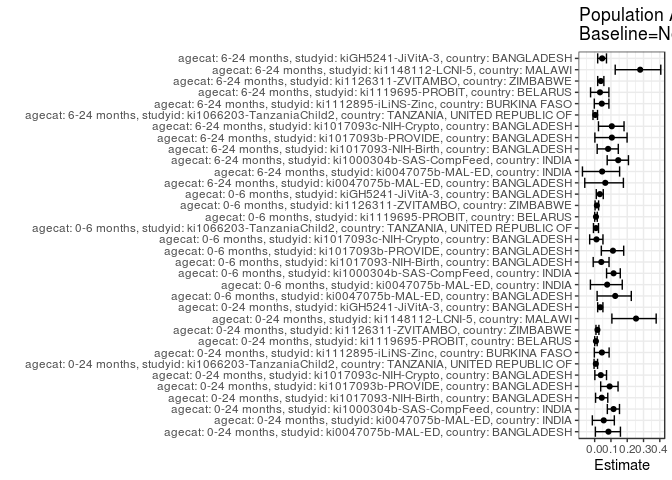 Population A
Baseline=N
agecat: 6-24 months, studyid: kiGH5241-JiVitA-3, country: BANGLADESH
agecat: 6-24 months, studyid: ki1148112-LCNI-5, country: MALAWI
agecat: 6-24 months, studyid: ki1126311-ZVITAMBO, country: ZIMBABWE
agecat: 6-24 months, studyid: ki1119695-PROBIT, country: BELARUS
agecat: 6-24 months, studyid: ki1112895-iLiNS-Zinc, country: BURKINA FASO
agecat: 6-24 months, studyid: ki1066203-TanzaniaChild2, country: TANZANIA, UNITED REPUBLIC OF
agecat: 6-24 months, studyid: ki1017093c-NIH-Crypto, country: BANGLADESH
agecat: 6-24 months, studyid: ki1017093b-PROVIDE, country: BANGLADESH
agecat: 6-24 months, studyid: ki1017093-NIH-Birth, country: BANGLADESH
agecat: 6-24 months, studyid: ki1000304b-SAS-CompFeed, country: INDIA
agecat: 6-24 months, studyid: ki0047075b-MAL-ED, country: INDIA
agecat: 6-24 months, studyid: ki0047075b-MAL-ED, country: BANGLADESH
agecat: 0-6 months, studyid: kiGH5241-JiVitA-3, country: BANGLADESH
agecat: 0-6 months, studyid: ki1126311-ZVITAMBO, country: ZIMBABWE
agecat: 0-6 months, studyid: ki1119695-PROBIT, country: BELARUS
agecat: 0-6 months, studyid: ki1066203-TanzaniaChild2, country: TANZANIA, UNITED REPUBLIC OF
agecat: 0-6 months, studyid: ki1017093c-NIH-Crypto, country: BANGLADESH
agecat: 0-6 months, studyid: ki1017093b-PROVIDE, country: BANGLADESH
agecat: 0-6 months, studyid: ki1017093-NIH-Birth, country: BANGLADESH
agecat: 0-6 months, studyid: ki1000304b-SAS-CompFeed, country: INDIA
agecat: 0-6 months, studyid: ki0047075b-MAL-ED, country: INDIA
agecat: 0-6 months, studyid: ki0047075b-MAL-ED, country: BANGLADESH
agecat: 0-24 months, studyid: kiGH5241-JiVitA-3, country: BANGLADESH
agecat: 0-24 months, studyid: ki1148112-LCNI-5, country: MALAWI
agecat: 0-24 months, studyid: ki1126311-ZVITAMBO, country: ZIMBABWE
agecat: 0-24 months, studyid: ki1119695-PROBIT, country: BELARUS
agecat: 0-24 months, studyid: ki1112895-iLiNS-Zinc, country: BURKINA FASO
agecat: 0-24 months, studyid: ki1066203-TanzaniaChild2, country: TANZANIA, UNITED REPUBLIC OF
agecat: 0-24 months, studyid: ki1017093c-NIH-Crypto, country: BANGLADESH
agecat: 0-24 months, studyid: ki1017093b-PROVIDE, country: BANGLADESH
agecat: 0-24 months, studyid: ki1017093-NIH-Birth, country: BANGLADESH
agecat: 0-24 months, studyid: ki1000304b-SAS-CompFeed, country: INDIA
agecat: 0-24 months, studyid: ki0047075b-MAL-ED, country: INDIA
agecat: 0-24 months, studyid: ki0047075b-MAL-ED, country: BANGLADESH
0.00.10.20.30.4
Estimate